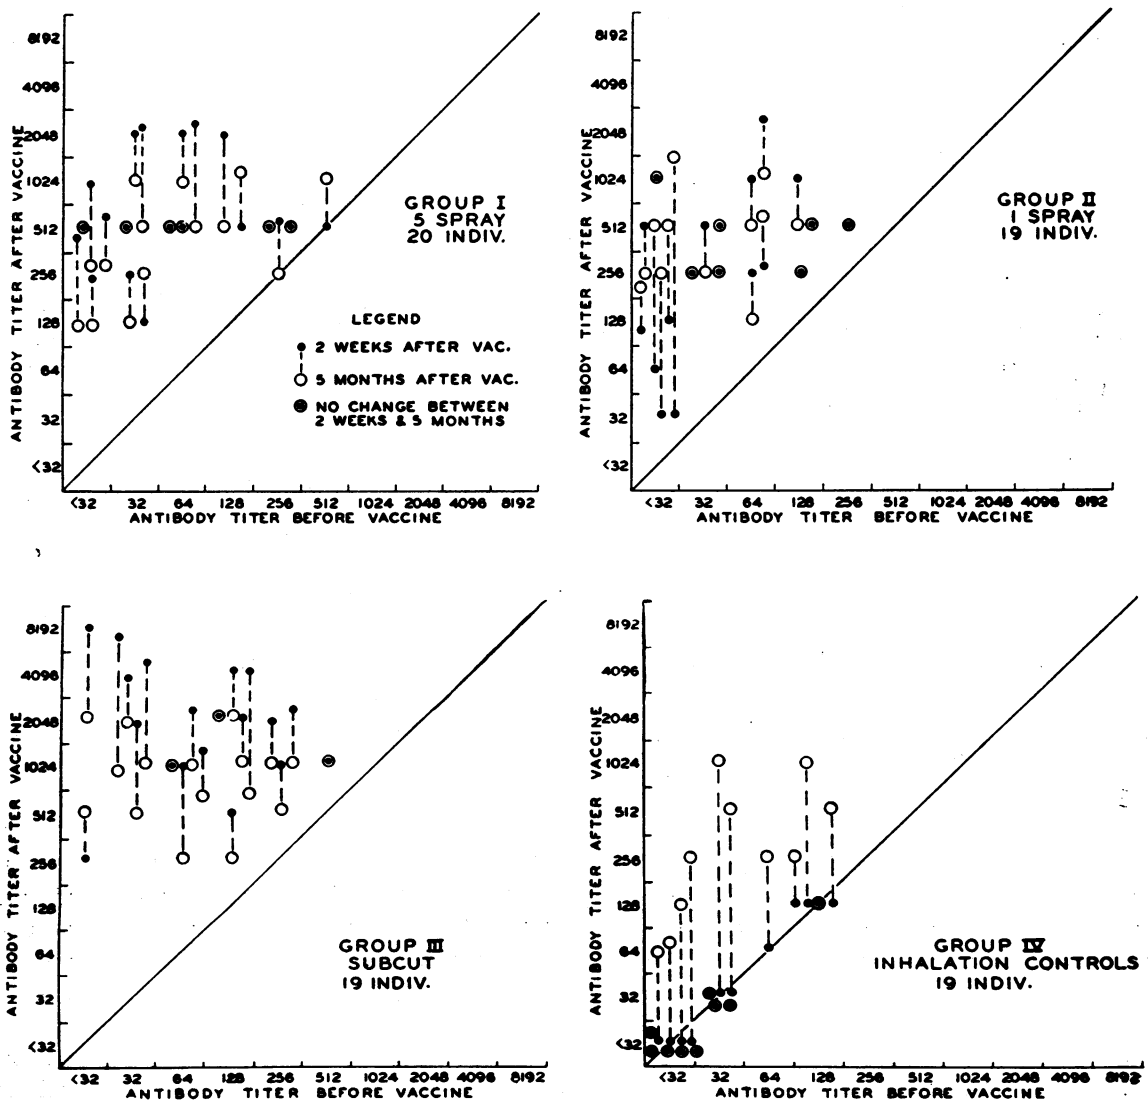 8192
4096
2048
1024
512
256
128
64
32
<32
ANTIBODY TITER AFTER VACCINE
GROUP I
5 SPRAY
20 INDIV.
LEGEND
2 WEEKS AFTER VAC.
5 MONTHS AFTER VAC.
NO CHANGE BETWEEN
2 WEEKS & 5 MONTHS
<32 32 64 128 256 512 1024 2048 4096 8192
ANTIBODY TITER BEFORE VACCINE
8192
4096
2048
1024
512
256
128
64
32
<32
ANTIBODY TITER AFTER VACCINE
GROUP II
1 SPRAY
19 INDIV.
<32 32 64 128 256 512 1024 2048 4096 8192
ANTIBODY TITER BEFORE VACCINE
8192
4096
2048
1024
512
256
128
64
32
<32
ANTIBODY TITER AFTER VACCINE
GROUP III
SUBCUT
19 INDIV.
<32 32 64 128 256 512 1024 2048 4096 8192
ANTIBODY TITER BEFORE VACCINE
8192
4096
2048
1024
512
256
128
64
32
<32
ANTIBODY TITER AFTER VACCINE
GROUP IV
INHALATION CONTROLS
19 INDIV.
<32 32 64 128 256 512 1024 2048 4096 8192
ANTIBODY TITER BEFORE VACCINE